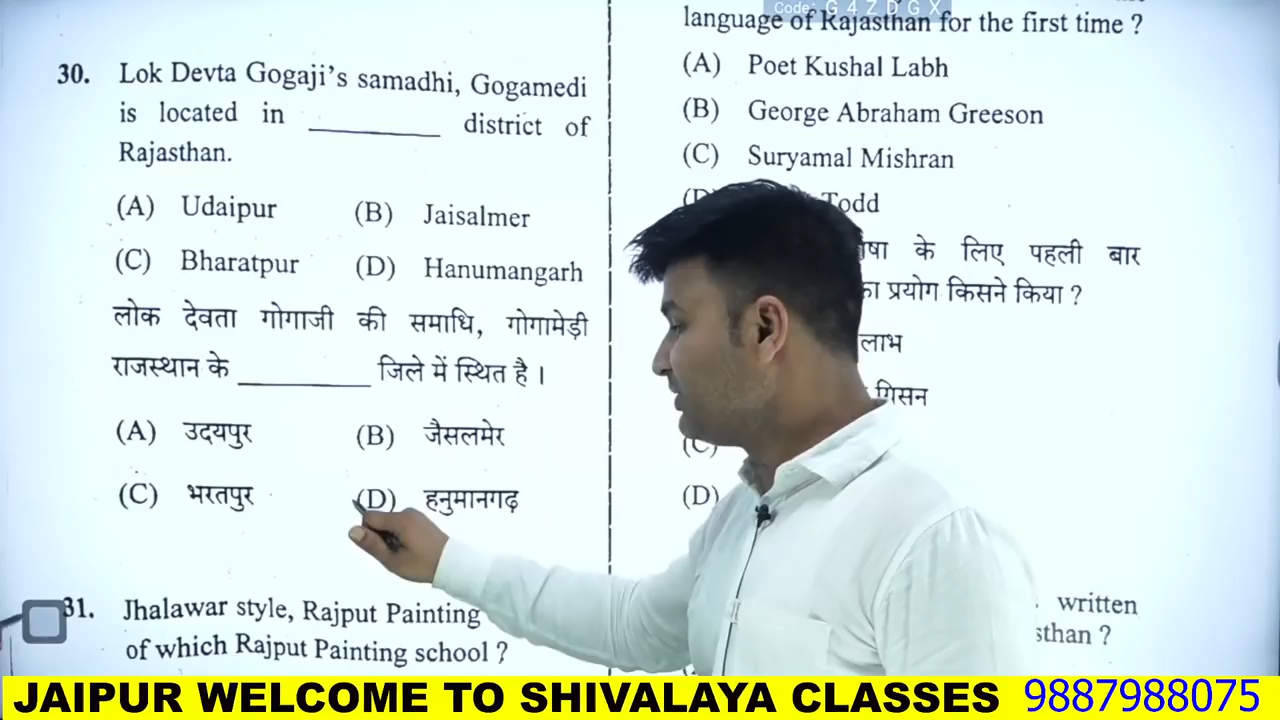 Code: G 4 Z D G X
30. Lok Devta Gogaji's samadhi, Gogamedi
is located in ________ district of
Rajasthan.
(A) Udaipur (B) Jaisalmer
(C) Bharatpur (D) Hanumangarh
लोक देवता गोगाजी की समाधि, गोगामेड़ी
राजस्थान के ________ जिले में स्थित है ।
(A) उदयपुर (B) जैसलमेर
(C) भरतपुर (D) हनुमानगढ़
31. Jhalawar style, Rajput Painting
of which Rajput Painting school ?
language of Rajasthan for the first time ?
(A) Poet Kushal Labh
(B) George Abraham Greeson
(C) Suryamal Mishran
Todd
के लिए पहली बार
का प्रयोग किसने किया ?
लाभ
(C)
(D)
written
JAIPUR WELCOME TO SHIVALAYA CLASSES 9887988075